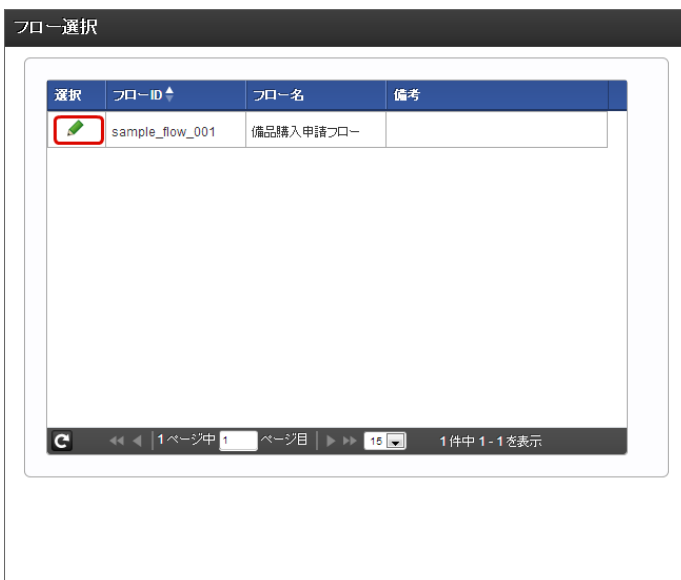 フロー選択
選択 フローID フロー名 備考
sample_flow_001 備品購入申請フロー
1 ページ中 1 ページ目 15 1 件中 1 - 1 を表示